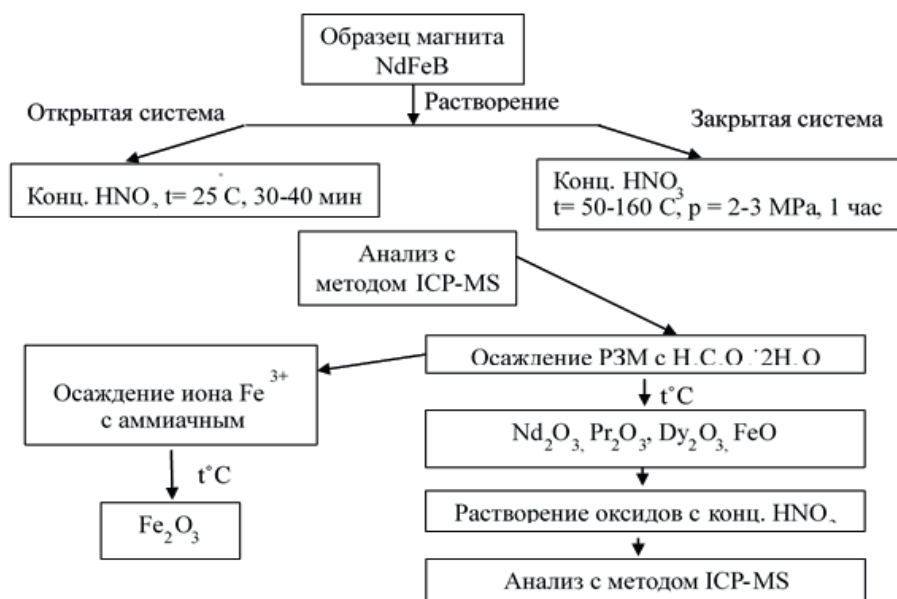 Образец магнита
NdFeB
Растворение
Открытая система
Закрытая система
Конц. HNO₃ t= 25 C, 30-40 мин
Конц. HNO₃
t= 50-160 C, p = 2-3 MPa, 1 час
Анализ с
методом ICP-MS
Осаждение РЗМ с H₂C₂O₄·2H₂O
Осаждение иона Fe³⁺
с аммиачным
t°C
t°C
Nd₂O₃, Pr₂O₃, Dy₂O₃, FeO
Fe₂O₃
Растворение оксидов с конц. HNO₃
Анализ с методом ICP-MS